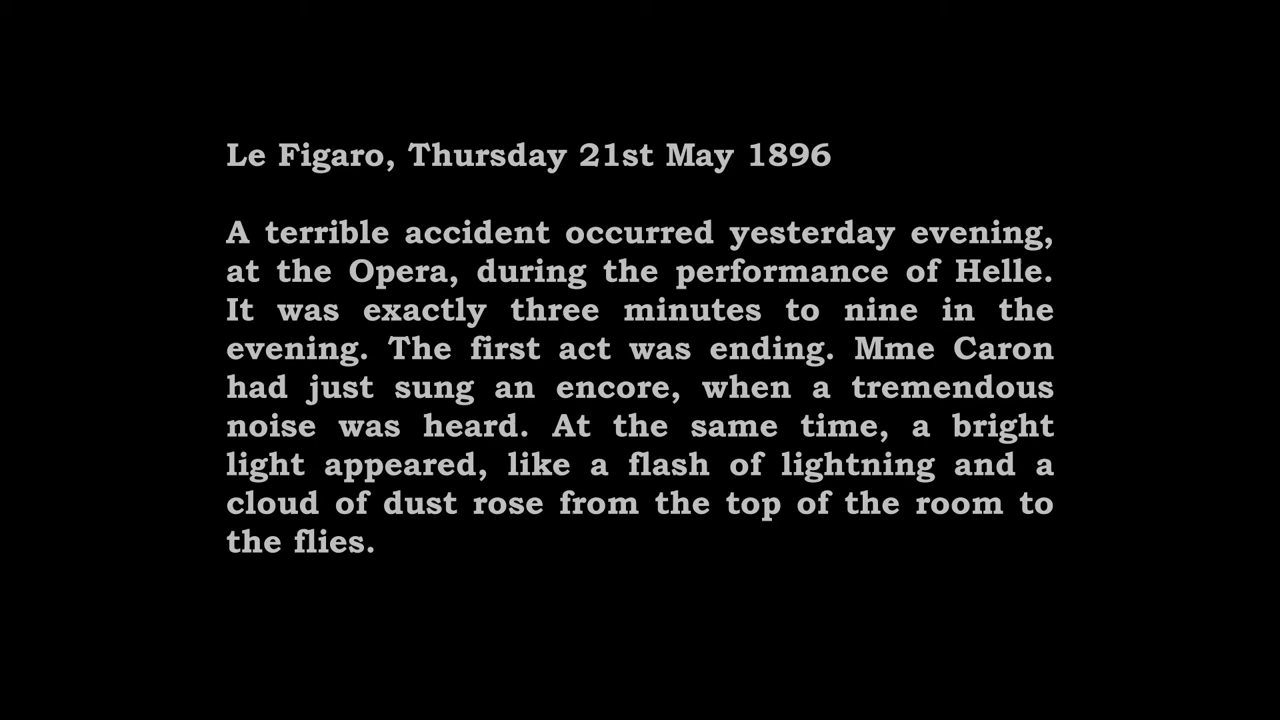 Le Figaro, Thursday 21st May 1896
A terrible accident occurred yesterday evening,
at the Opera, during the performance of Helle.
It was exactly three minutes to nine in the
evening. The first act was ending. Mme Caron
had just sung an encore, when a tremendous
noise was heard. At the same time, a bright
light appeared, like a flash of lightning and a
cloud of dust rose from the top of the room to
the flies.